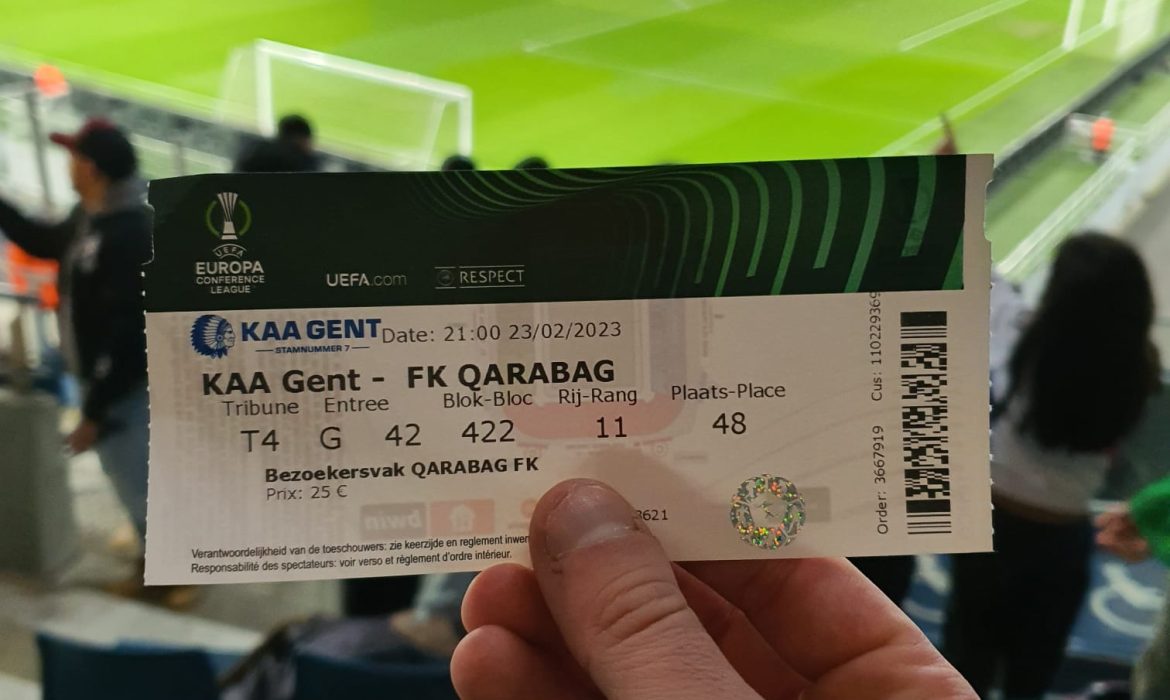 UEFA
EUROPA
CONFERENCE
LEAGUE
UEFA.com
RESPECT
KAA GENT
STAMNUMMER 7
Date: 21:00 23/02/2023
KAA Gent - FK QARABAG
Tribune Entree Blok-Bloc Rij-Rang Plaats-Place
T4 G 42 422 11 48
Bezoekersvak QARABAG FK
Prix: 25 €
3621
Verantwoordelijkheid van de toeschouwers: zie keerzijde en reglement
Responsabilité des spectateurs: voir verso et règlement d'ordre intérieur.
Order: 3667919 Cus: 110229369